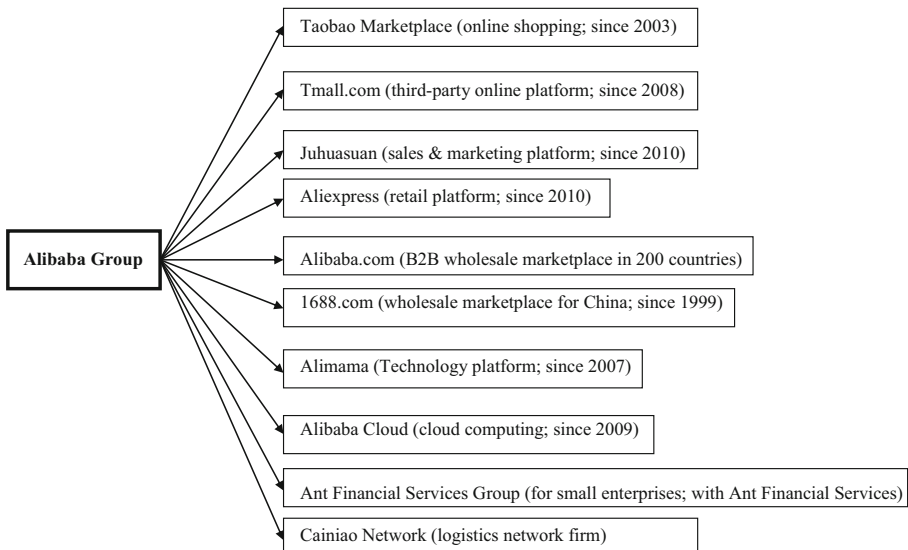 Taobao Marketplace (online shopping; since 2003)
Tmall.com (third-party online platform; since 2008)
Juhuasuan (sales & marketing platform; since 2010)
Aliexpress (retail platform; since 2010)
Alibaba Group
Alibaba.com (B2B wholesale marketplace in 200 countries)
1688.com (wholesale marketplace for China; since 1999)
Alimama (Technology platform; since 2007)
Alibaba Cloud (cloud computing; since 2009)
Ant Financial Services Group (for small enterprises; with Ant Financial Services)
Cainiao Network (logistics network firm)